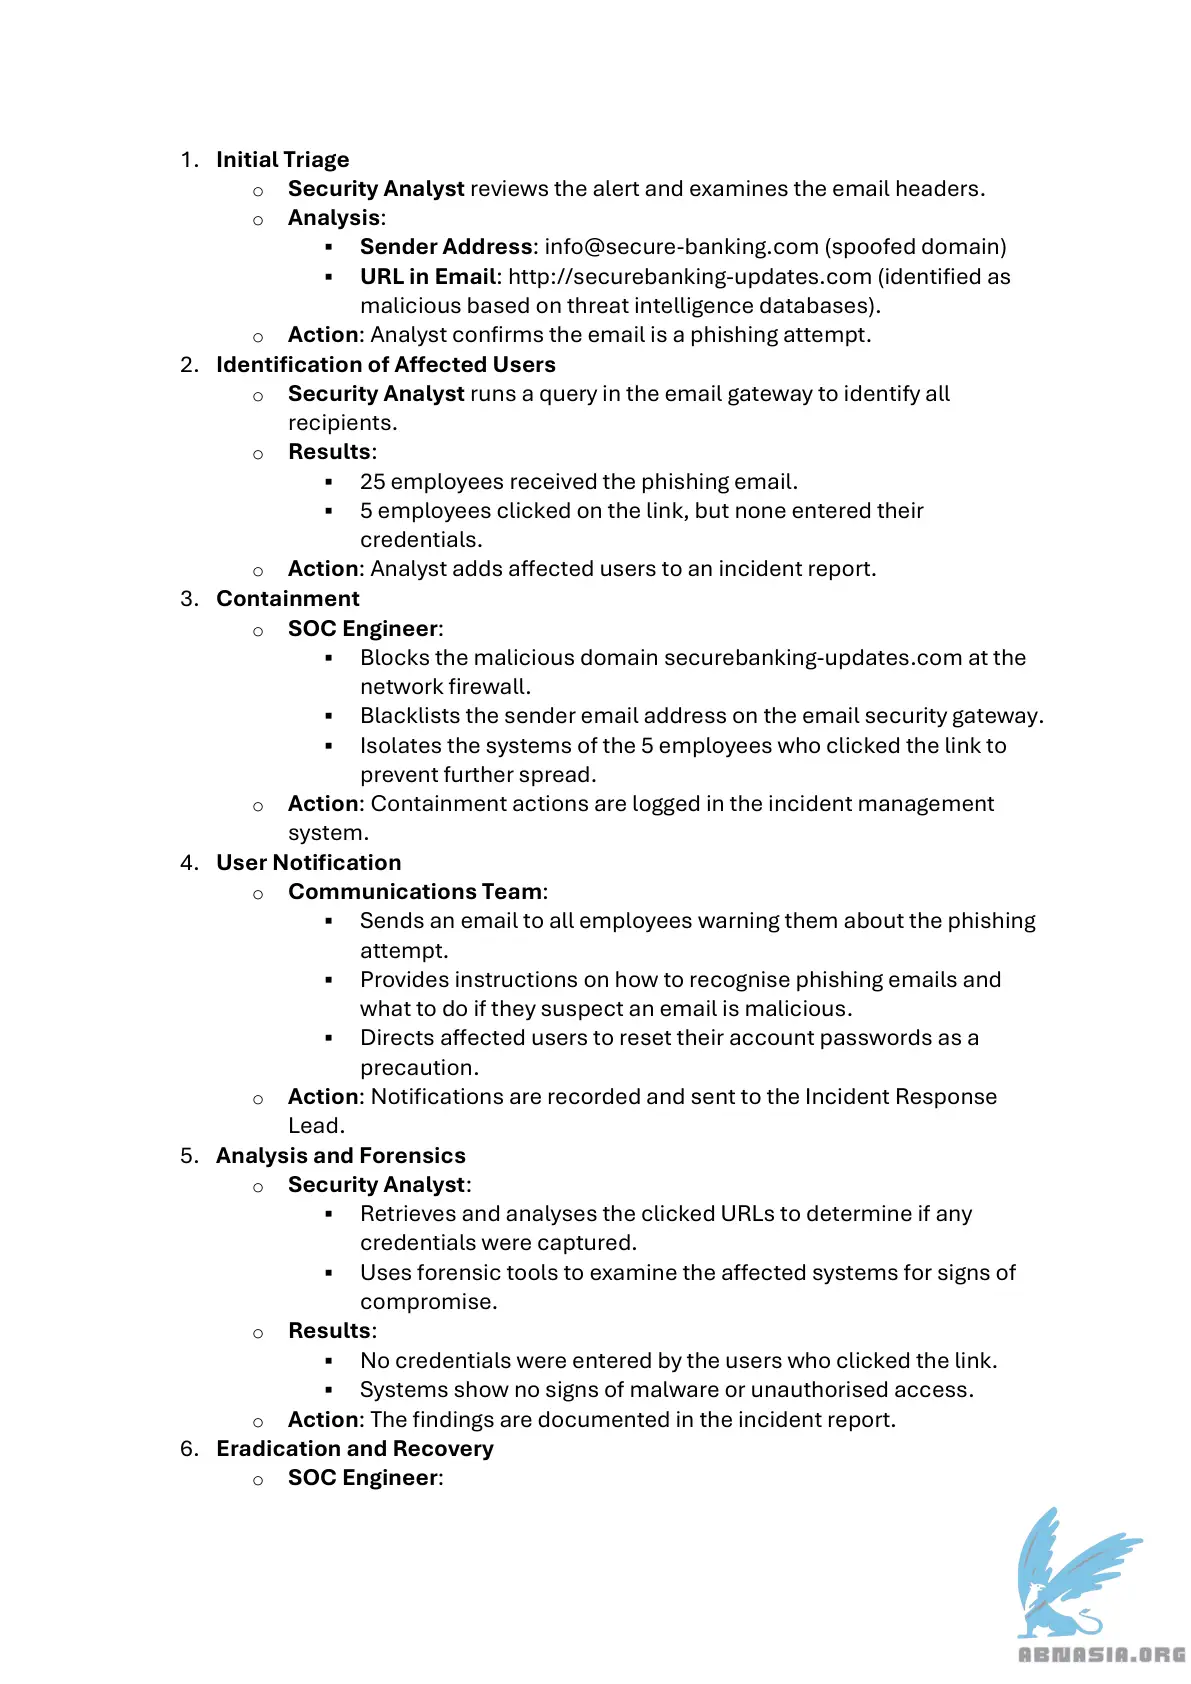 1. Initial Triage
o Security Analyst reviews the alert and examines the email headers.
o Analysis:
▪ Sender Address: info@secure-banking.com (spoofed domain)
▪ URL in Email: http://securebanking-updates.com (identified as
malicious based on threat intelligence databases).
o Action: Analyst confirms the email is a phishing attempt.
2. Identification of Affected Users
o Security Analyst runs a query in the email gateway to identify all
recipients.
o Results:
▪ 25 employees received the phishing email.
▪ 5 employees clicked on the link, but none entered their
credentials.
o Action: Analyst adds affected users to an incident report.
3. Containment
o SOC Engineer:
▪ Blocks the malicious domain securebanking-updates.com at the
network firewall.
▪ Blacklists the sender email address on the email security gateway.
▪ Isolates the systems of the 5 employees who clicked the link to
prevent further spread.
o Action: Containment actions are logged in the incident management
system.
4. User Notification
o Communications Team:
▪ Sends an email to all employees warning them about the phishing
attempt.
▪ Provides instructions on how to recognise phishing emails and
what to do if they suspect an email is malicious.
▪ Directs affected users to reset their account passwords as a
precaution.
o Action: Notifications are recorded and sent to the Incident Response
Lead.
5. Analysis and Forensics
o Security Analyst:
▪ Retrieves and analyses the clicked URLs to determine if any
credentials were captured.
▪ Uses forensic tools to examine the affected systems for signs of
compromise.
o Results:
▪ No credentials were entered by the users who clicked the link.
▪ Systems show no signs of malware or unauthorised access.
o Action: The findings are documented in the incident report.
6. Eradication and Recovery
o SOC Engineer:
ABNASIA.ORG